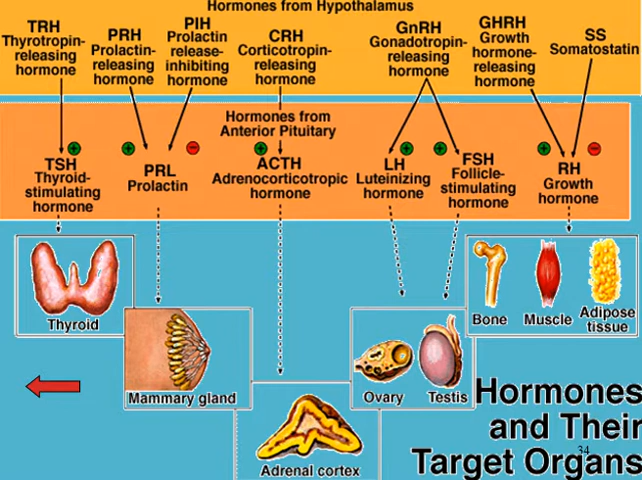 Hormones from Hypothalamus
TRH
Thyrotropin-
releasing
hormone
PRH
Prolactin-
releasing
hormone
PIH
Prolactin
release-
inhibiting
hormone
CRH
Corticotropin-
releasing
hormone
GnRH
Gonadotropin-
releasing
hormone
GHRH
Growth
hormone-
releasing
hormone
SS
Somatostatin
Hormones from
Anterior Pituitary
+
+
−
+
+
+
+
−
TSH
Thyroid-
stimulating
hormone
PRL
Prolactin
ACTH
Adrenocorticotropic
hormone
LH
Luteinizing
hormone
FSH
Follicle-
stimulating
hormone
RH
Growth
hormone
Thyroid
Mammary gland
Adrenal cortex
Ovary
Testis
Bone
Muscle
Adipose
tissue
Hormones
and Their
Target Organs
34